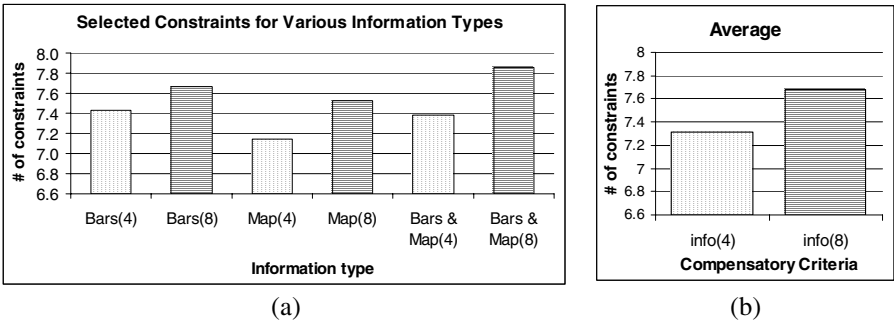 Selected Constraints for Various Information Types
# of constraints
8.0
7.8
7.6
7.4
7.2
7.0
6.8
6.6
Bars(4)
Bars(8)
Map(4)
Map(8)
Bars &
Map(4)
Bars &
Map(8)
Information type
(a)
Average
# of constraints
8
7.8
7.6
7.4
7.2
7
6.8
6.6
info(4)
info(8)
Compensatory Criteria
(b)